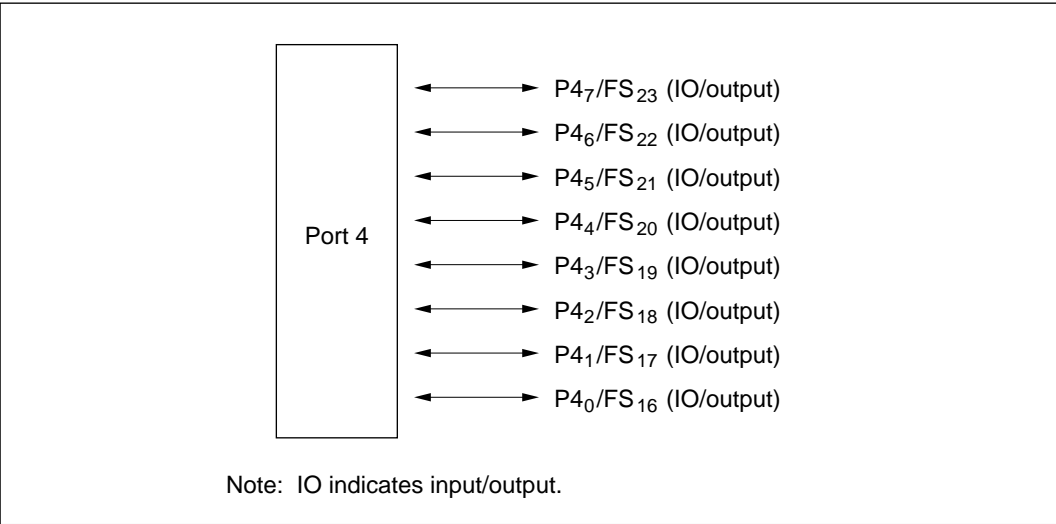 P4₇/FS₂₃ (IO/output)
P4₆/FS₂₂ (IO/output)
P4₅/FS₂₁ (IO/output)
Port 4
P4₄/FS₂₀ (IO/output)
P4₃/FS₁₉ (IO/output)
P4₂/FS₁₈ (IO/output)
P4₁/FS₁₇ (IO/output)
P4₀/FS₁₆ (IO/output)
Note: IO indicates input/output.